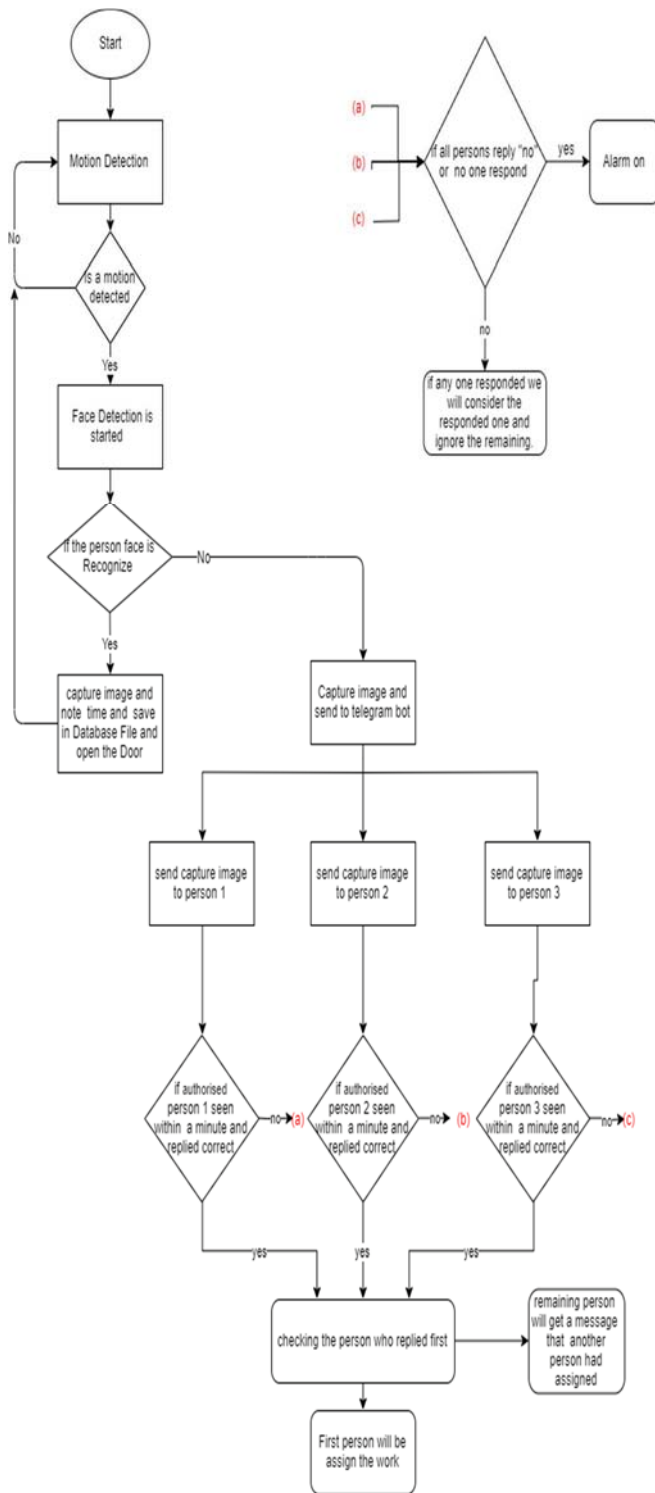 Start
Motion Detection
No
is a motion
detected
Yes
Face Detection is
started
if the person face is
Recognize
No
Yes
capture image and
note time and save
in Database File and
open the Door
(a)
(b)
(c)
if all persons reply "no"
or no one respond
yes
Alarm on
no
if any one responded we
will consider the
responded one and
ignore the remaining.
Capture image and
send to telegram bot
send capture image
to person 1
send capture image
to person 2
send capture image
to person 3
if authorised
person 1 seen
within a minute and
replied correct
no
(a)
if authorised
person 2 seen
within a minute and
replied correct
no
(b)
if authorised
person 3 seen
within a minute and
replied correct
no
(c)
yes
yes
yes
checking the person who replied first
remaining person
will get a message
that another
person had
assigned
First person will be
assign the work